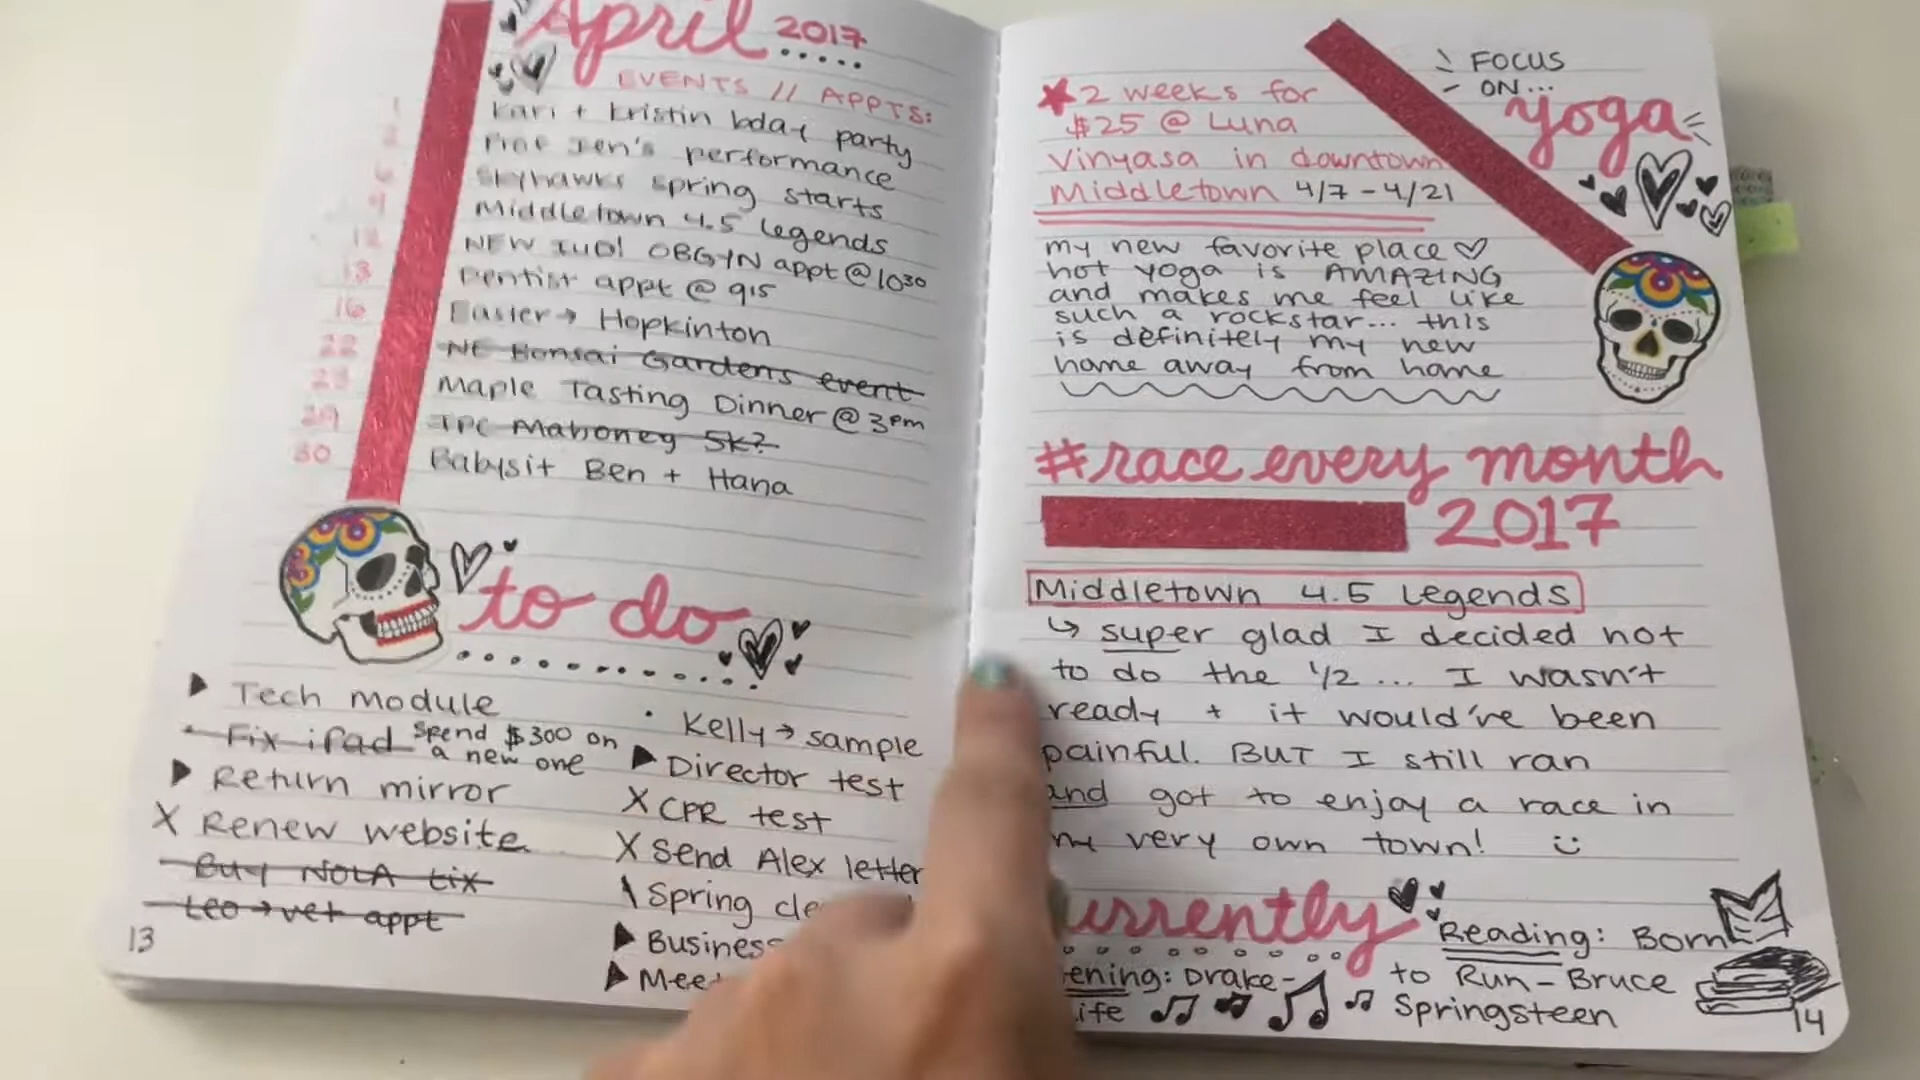 April 2017
EVENTS // APPTS:
1 Kari + Kristin bday party
2 Jen's performance
6 Skyhawks spring starts
9 Middletown 4.5 legends
12 NEW IUD! OBGYN appt @ 10³⁰
13 Dentist appt @ 915
16 Easter → Hopkinton
22 NE Bonsai Gardens event
23 Maple Tasting Dinner @ 3pm
29 TPC Mahoney 5k?
30 Babysit Ben + Hana
to do
Tech module
Fix iPad spend $300 on
a new one
Return mirror
X Renew website
Buy NOLA tix
Leo → vet appt
Kelly → sample
Director test
X CPR test
X Send Alex letter
\ Spring
Business
13
FOCUS
ON...
yoga
2 weeks for
$25 @ Luna
Vinyasa in downtown
Middletown 4/7 - 4/21
my new favorite place ♡
hot yoga is AMAZING
and makes me feel like
such a rockstar... this
is definitely my new
home away from home
#race every month
2017
Middletown 4.5 Legends
↳ super glad I decided not
to do the 1/2 ... I wasn't
ready + it would've been
painful. BUT I still ran
and got to enjoy a race in
my very own town! :)
urrently
Reading: Born
to Run - Bruce
Springsteen
ening: Drake -
ife
14